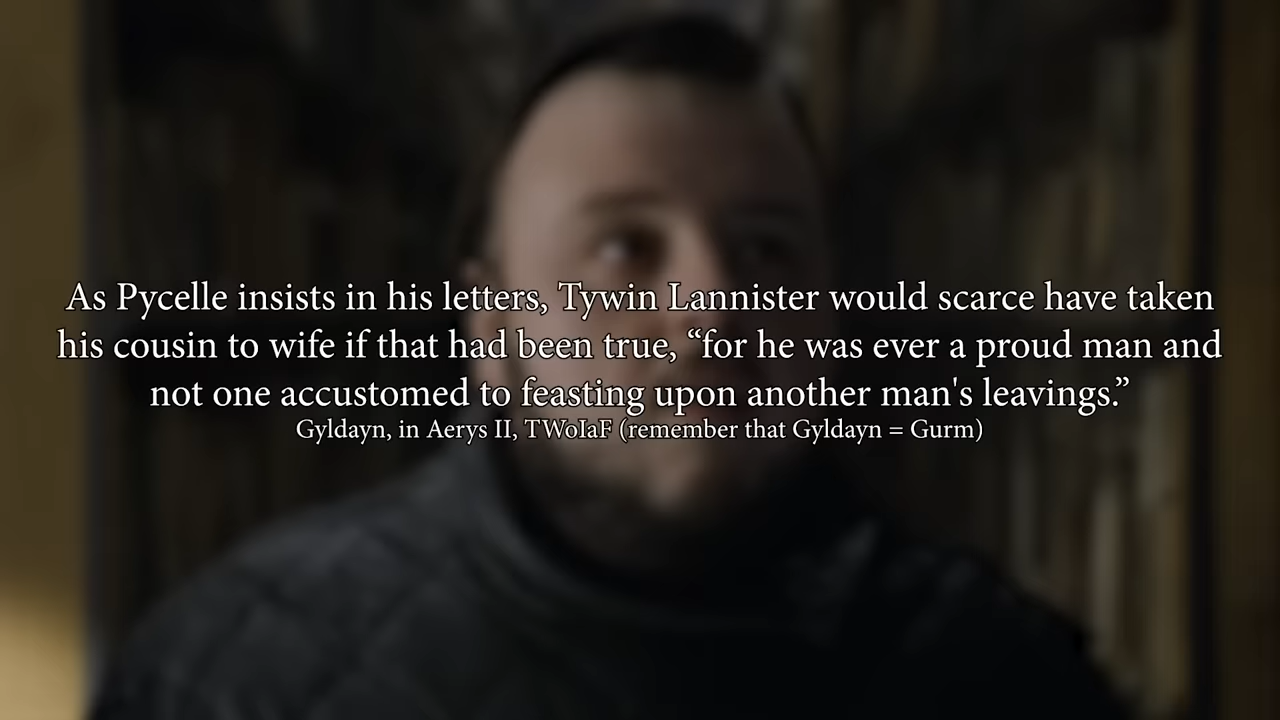 As Pycelle insists in his letters, Tywin Lannister would scarce have taken
his cousin to wife if that had been true, “for he was ever a proud man and
not one accustomed to feasting upon another man's leavings.”
Gyldayn, in Aerys II, TWoIaF (remember that Gyldayn = Gurm)